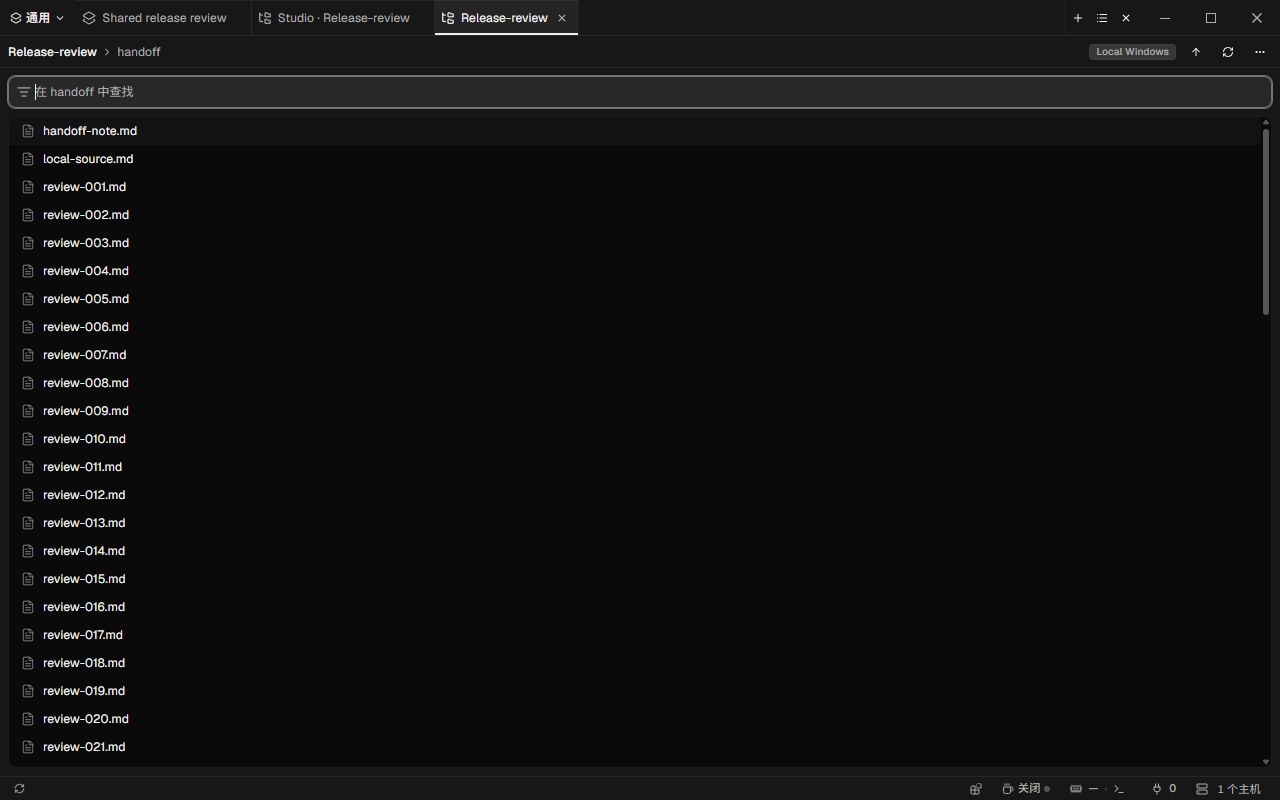 通用
Shared release review
Studio · Release-review
Release-review
Release-review > handoff
Local Windows
在 handoff 中查找
handoff-note.md
local-source.md
review-001.md
review-002.md
review-003.md
review-004.md
review-005.md
review-006.md
review-007.md
review-008.md
review-009.md
review-010.md
review-011.md
review-012.md
review-013.md
review-014.md
review-015.md
review-016.md
review-017.md
review-018.md
review-019.md
review-020.md
review-021.md
关闭
— ·
0
1 个主机